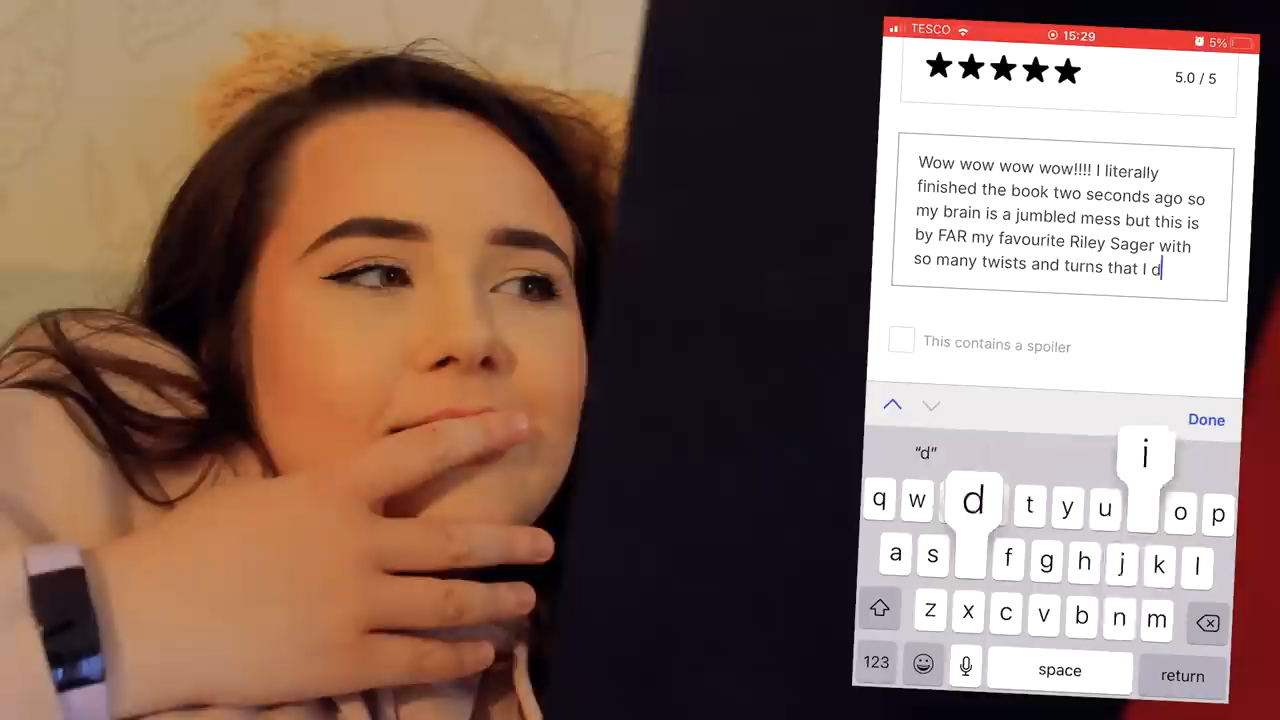 TESCO 15:29 5%
5.0 / 5
Wow wow wow wow!!!! I literally
finished the book two seconds ago so
my brain is a jumbled mess but this is
by FAR my favourite Riley Sager with
so many twists and turns that I d
This contains a spoiler
Done
“d”
i
q w d t y u o p
a s f g h j k l
z x c v b n m
123 space return